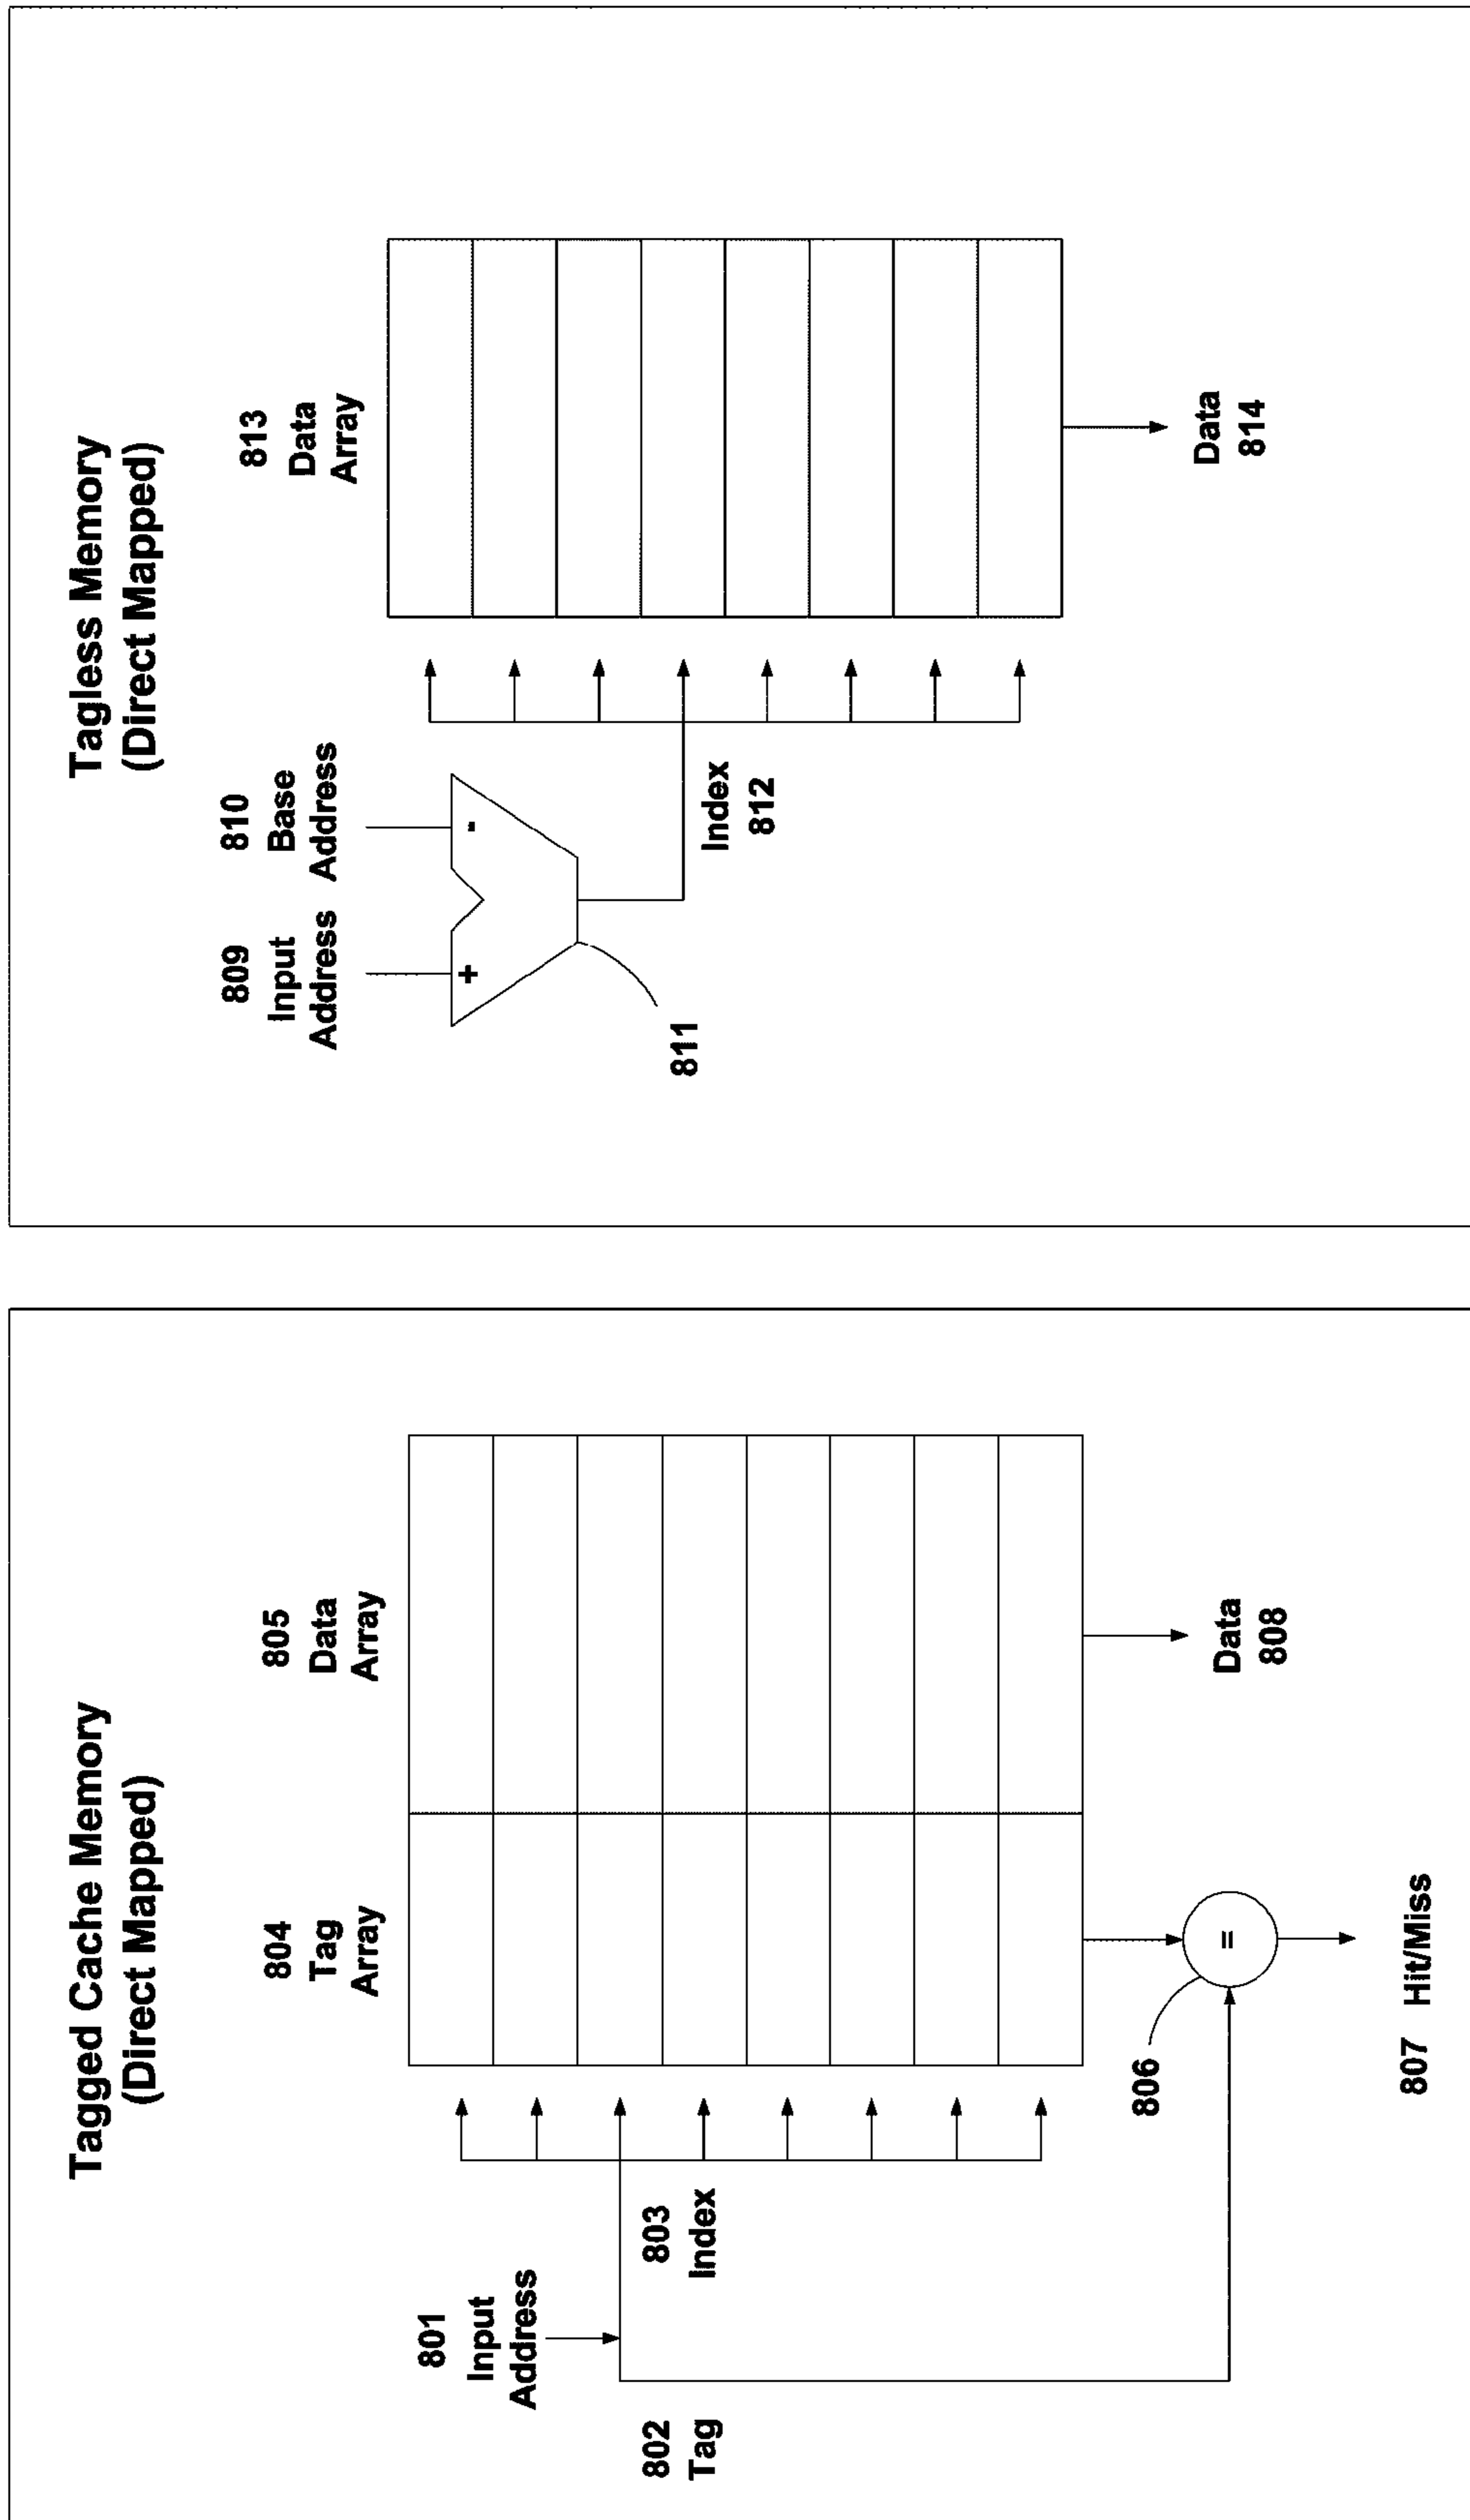 Tagged Cache Memory
(Direct Mapped)
801
Input
Address
802
Tag
803
Index
804
Tag
Array
805
Data
Array
806
=
807 Hit/Miss
Data
808
Tagless Memory
(Direct Mapped)
809
Input
Address
810
Base
Address
+
-
811
Index
812
813
Data
Array
Data
814